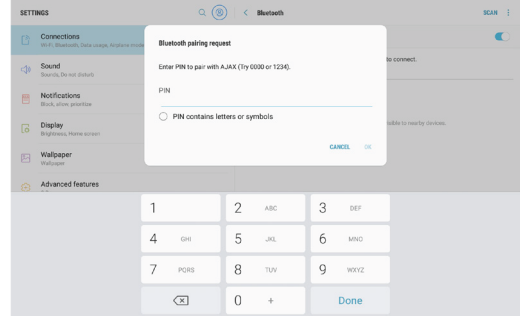 SETTINGS
Bluetooth
SCAN
Connections
Wi-Fi, Bluetooth, Data usage, Airplane mode
Sound
Sounds, Do not disturb
Notifications
Block, allow, prioritize
Display
Brightness, Home screen
Wallpaper
Wallpaper
Advanced features
to connect.
visible to nearby devices.
Bluetooth pairing request
Enter PIN to pair with AJAX (Try 0000 or 1234).
PIN
PIN contains letters or symbols
CANCEL OK
1 2 ABC 3 DEF
4 GHI 5 JKL 6 MNO
7 PQRS 8 TUV 9 WXYZ
0 + Done